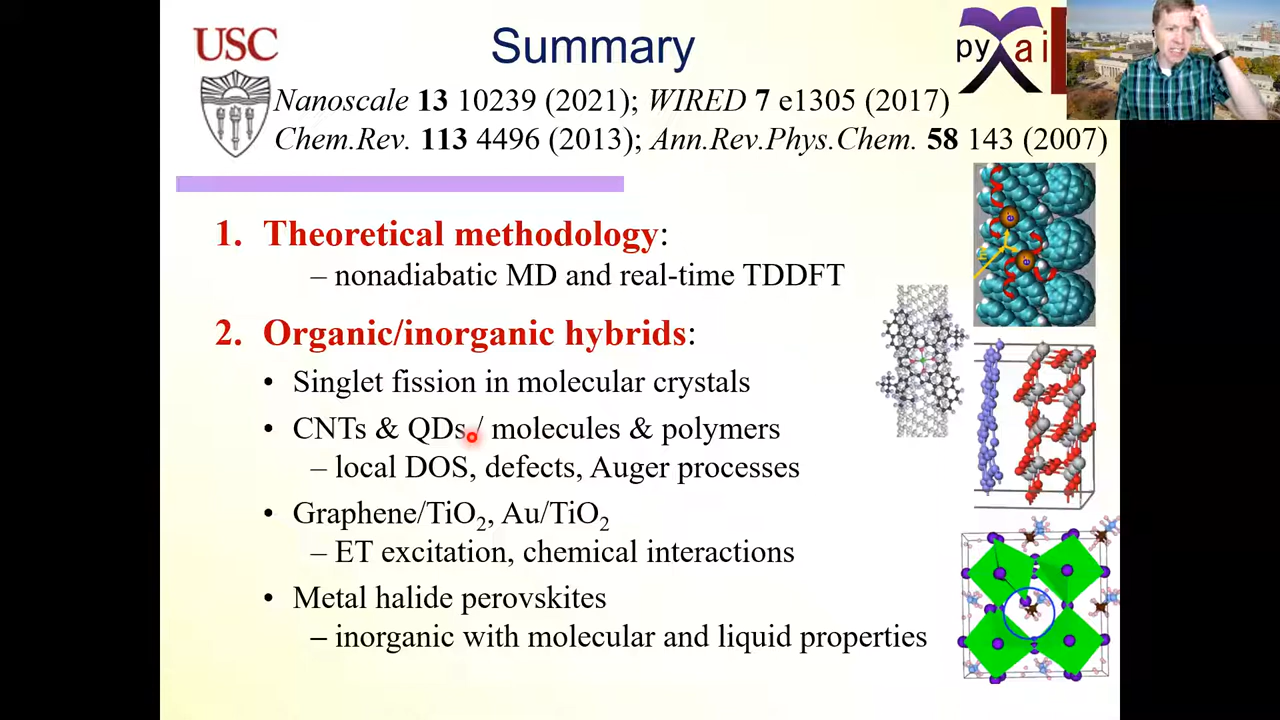 USC
Summary
pyxai
Nanoscale 13 10239 (2021); WIRED 7 e1305 (2017)
Chem.Rev. 113 4496 (2013); Ann.Rev.Phys.Chem. 58 143 (2007)
1. Theoretical methodology:
– nonadiabatic MD and real-time TDDFT
2. Organic/inorganic hybrids:
• Singlet fission in molecular crystals
• CNTs & QDs / molecules & polymers
– local DOS, defects, Auger processes
• Graphene/TiO₂, Au/TiO₂
– ET excitation, chemical interactions
• Metal halide perovskites
– inorganic with molecular and liquid properties